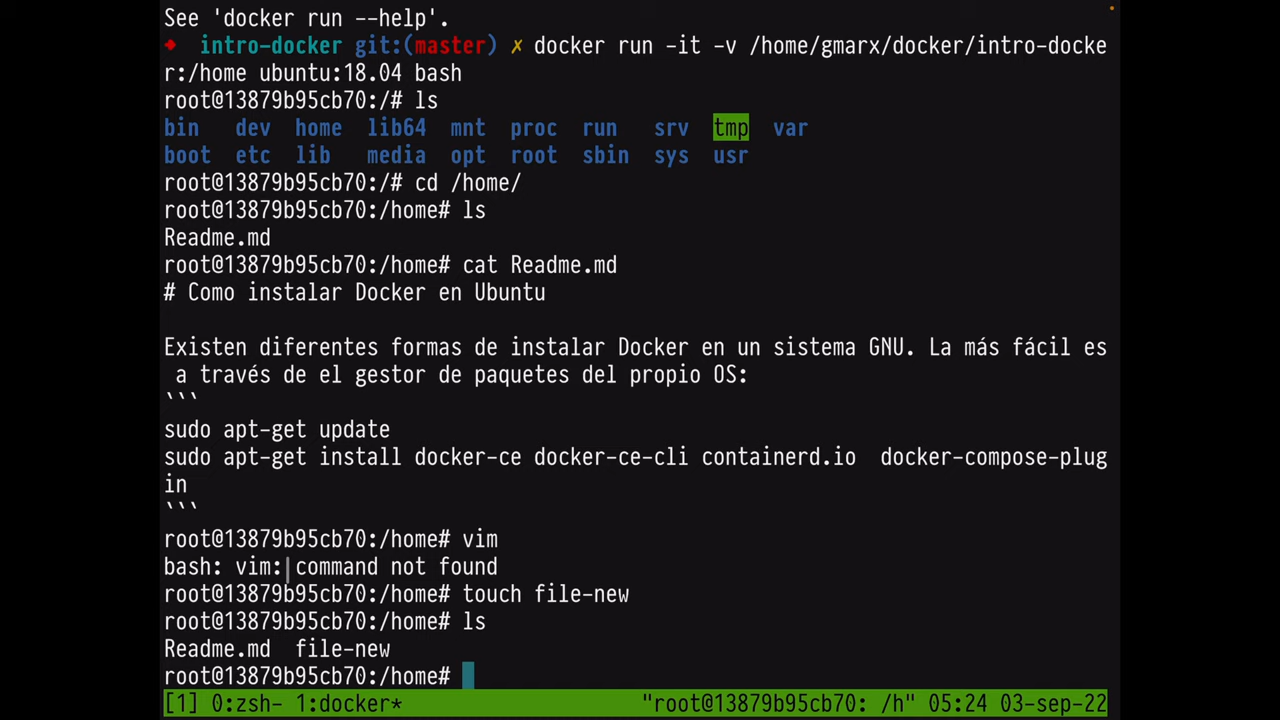 See 'docker run --help'.
➜  intro-docker git:(master) ✗ docker run -it -v /home/gmarx/docker/intro-docke
r:/home ubuntu:18.04 bash
root@13879b95cb70:/# ls
bin   dev  home  lib64  mnt  proc  run   srv  tmp  var
boot  etc  lib   media  opt  root  sbin  sys  usr
root@13879b95cb70:/# cd /home/
root@13879b95cb70:/home# ls
Readme.md
root@13879b95cb70:/home# cat Readme.md
# Como instalar Docker en Ubuntu
Existen diferentes formas de instalar Docker en un sistema GNU. La más fácil es
 a través de el gestor de paquetes del propio OS:
```
sudo apt-get update
sudo apt-get install docker-ce docker-ce-cli containerd.io  docker-compose-plug
in
```
root@13879b95cb70:/home# vim
bash: vim: command not found
root@13879b95cb70:/home# touch file-new
root@13879b95cb70:/home# ls
Readme.md  file-new
root@13879b95cb70:/home#
[1] 0:zsh- 1:docker* "root@13879b95cb70: /h" 05:24 03-sep-22